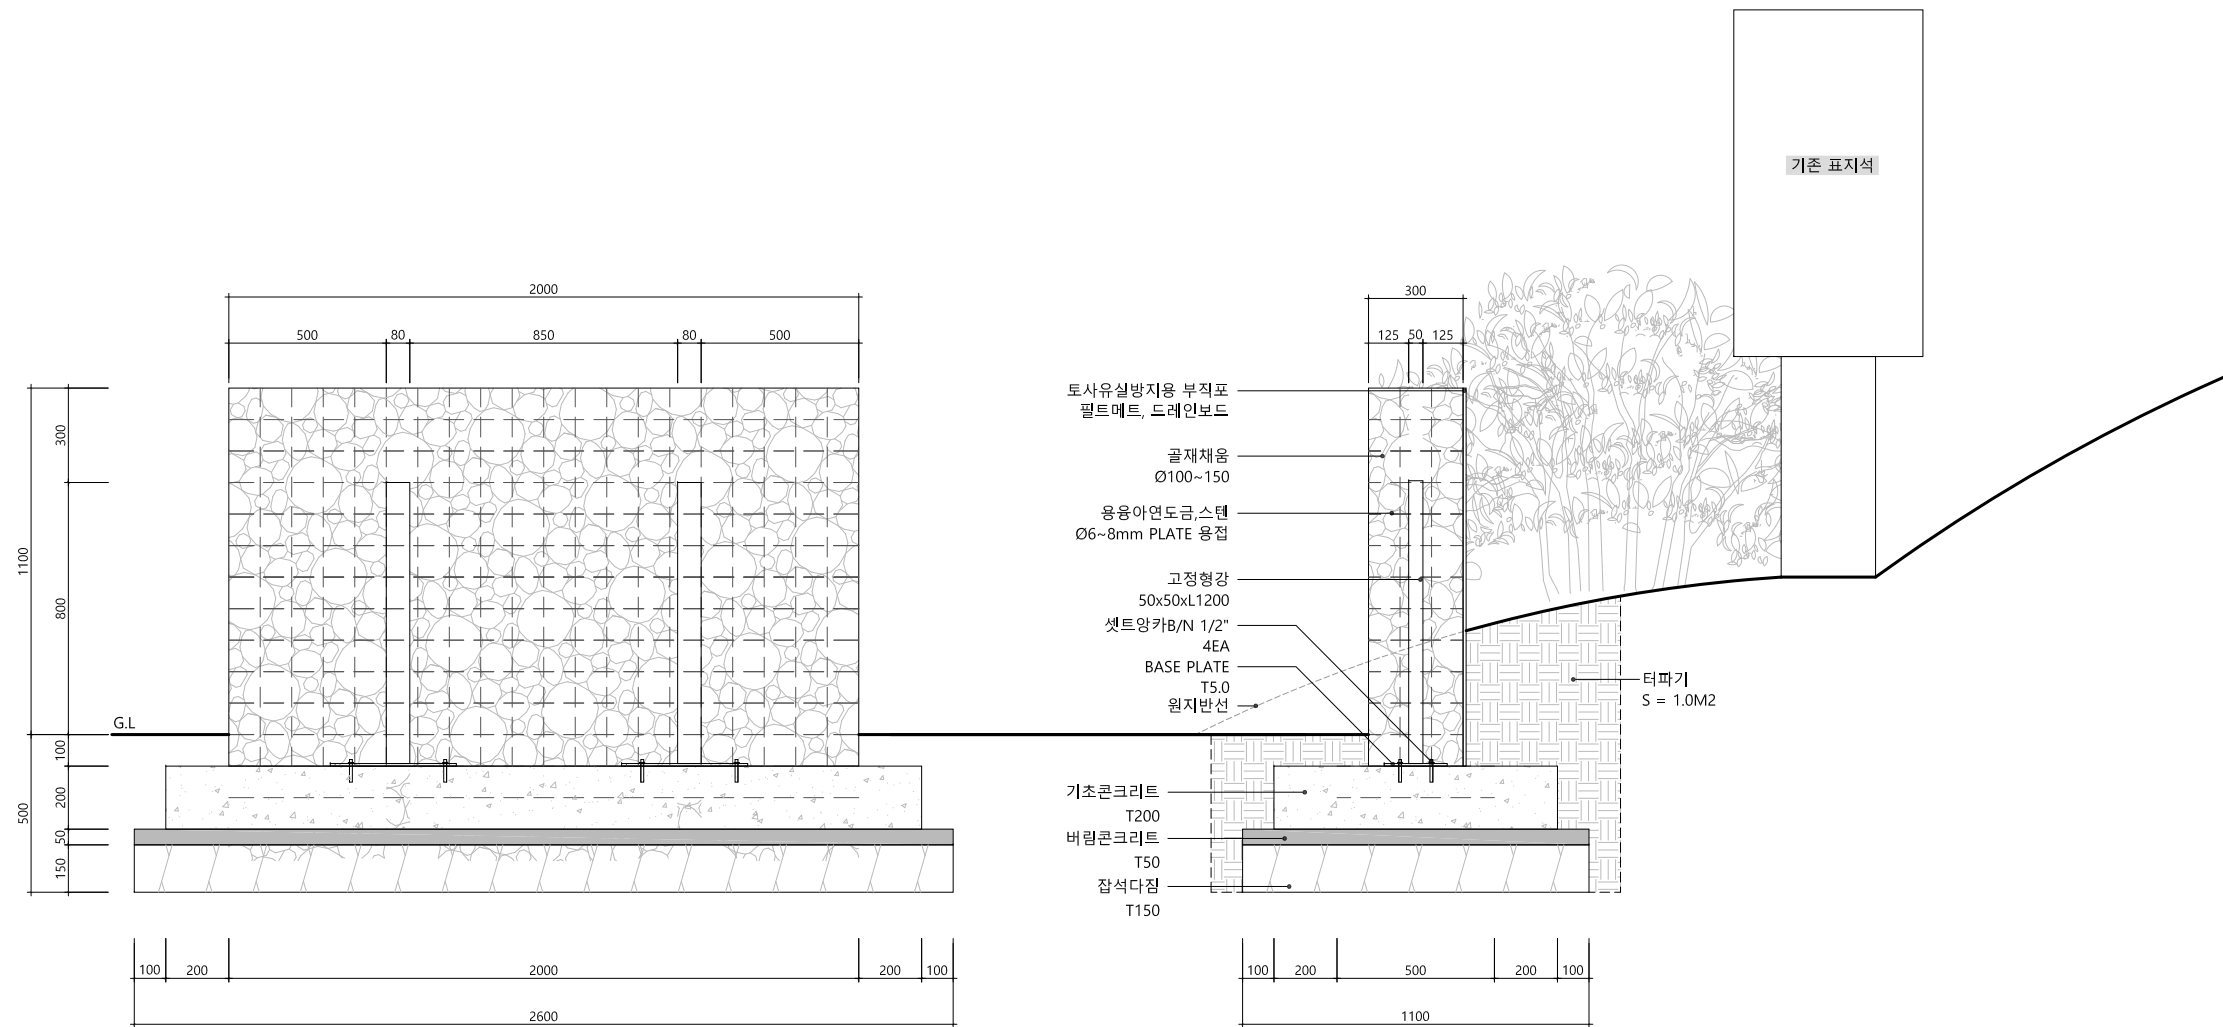 기존 표지석
2000
500
80
850
80
500
300
125
50
125
1100
300
800
500
100
200
50
150
G.L
토사유실방지용 부직포
필트메트, 드레인보드
골재채움
Ø100~150
용융아연도금,스텐
Ø6~8mm PLATE 용접
고정형강
50x50xL1200
셋트앙카B/N 1/2"
4EA
BASE PLATE
T5.0
원지반선
터파기
S = 1.0M2
기초콘크리트
T200
버림콘크리트
T50
잡석다짐
T150
100
200
2000
200
100
2600
100
200
500
200
100
1100